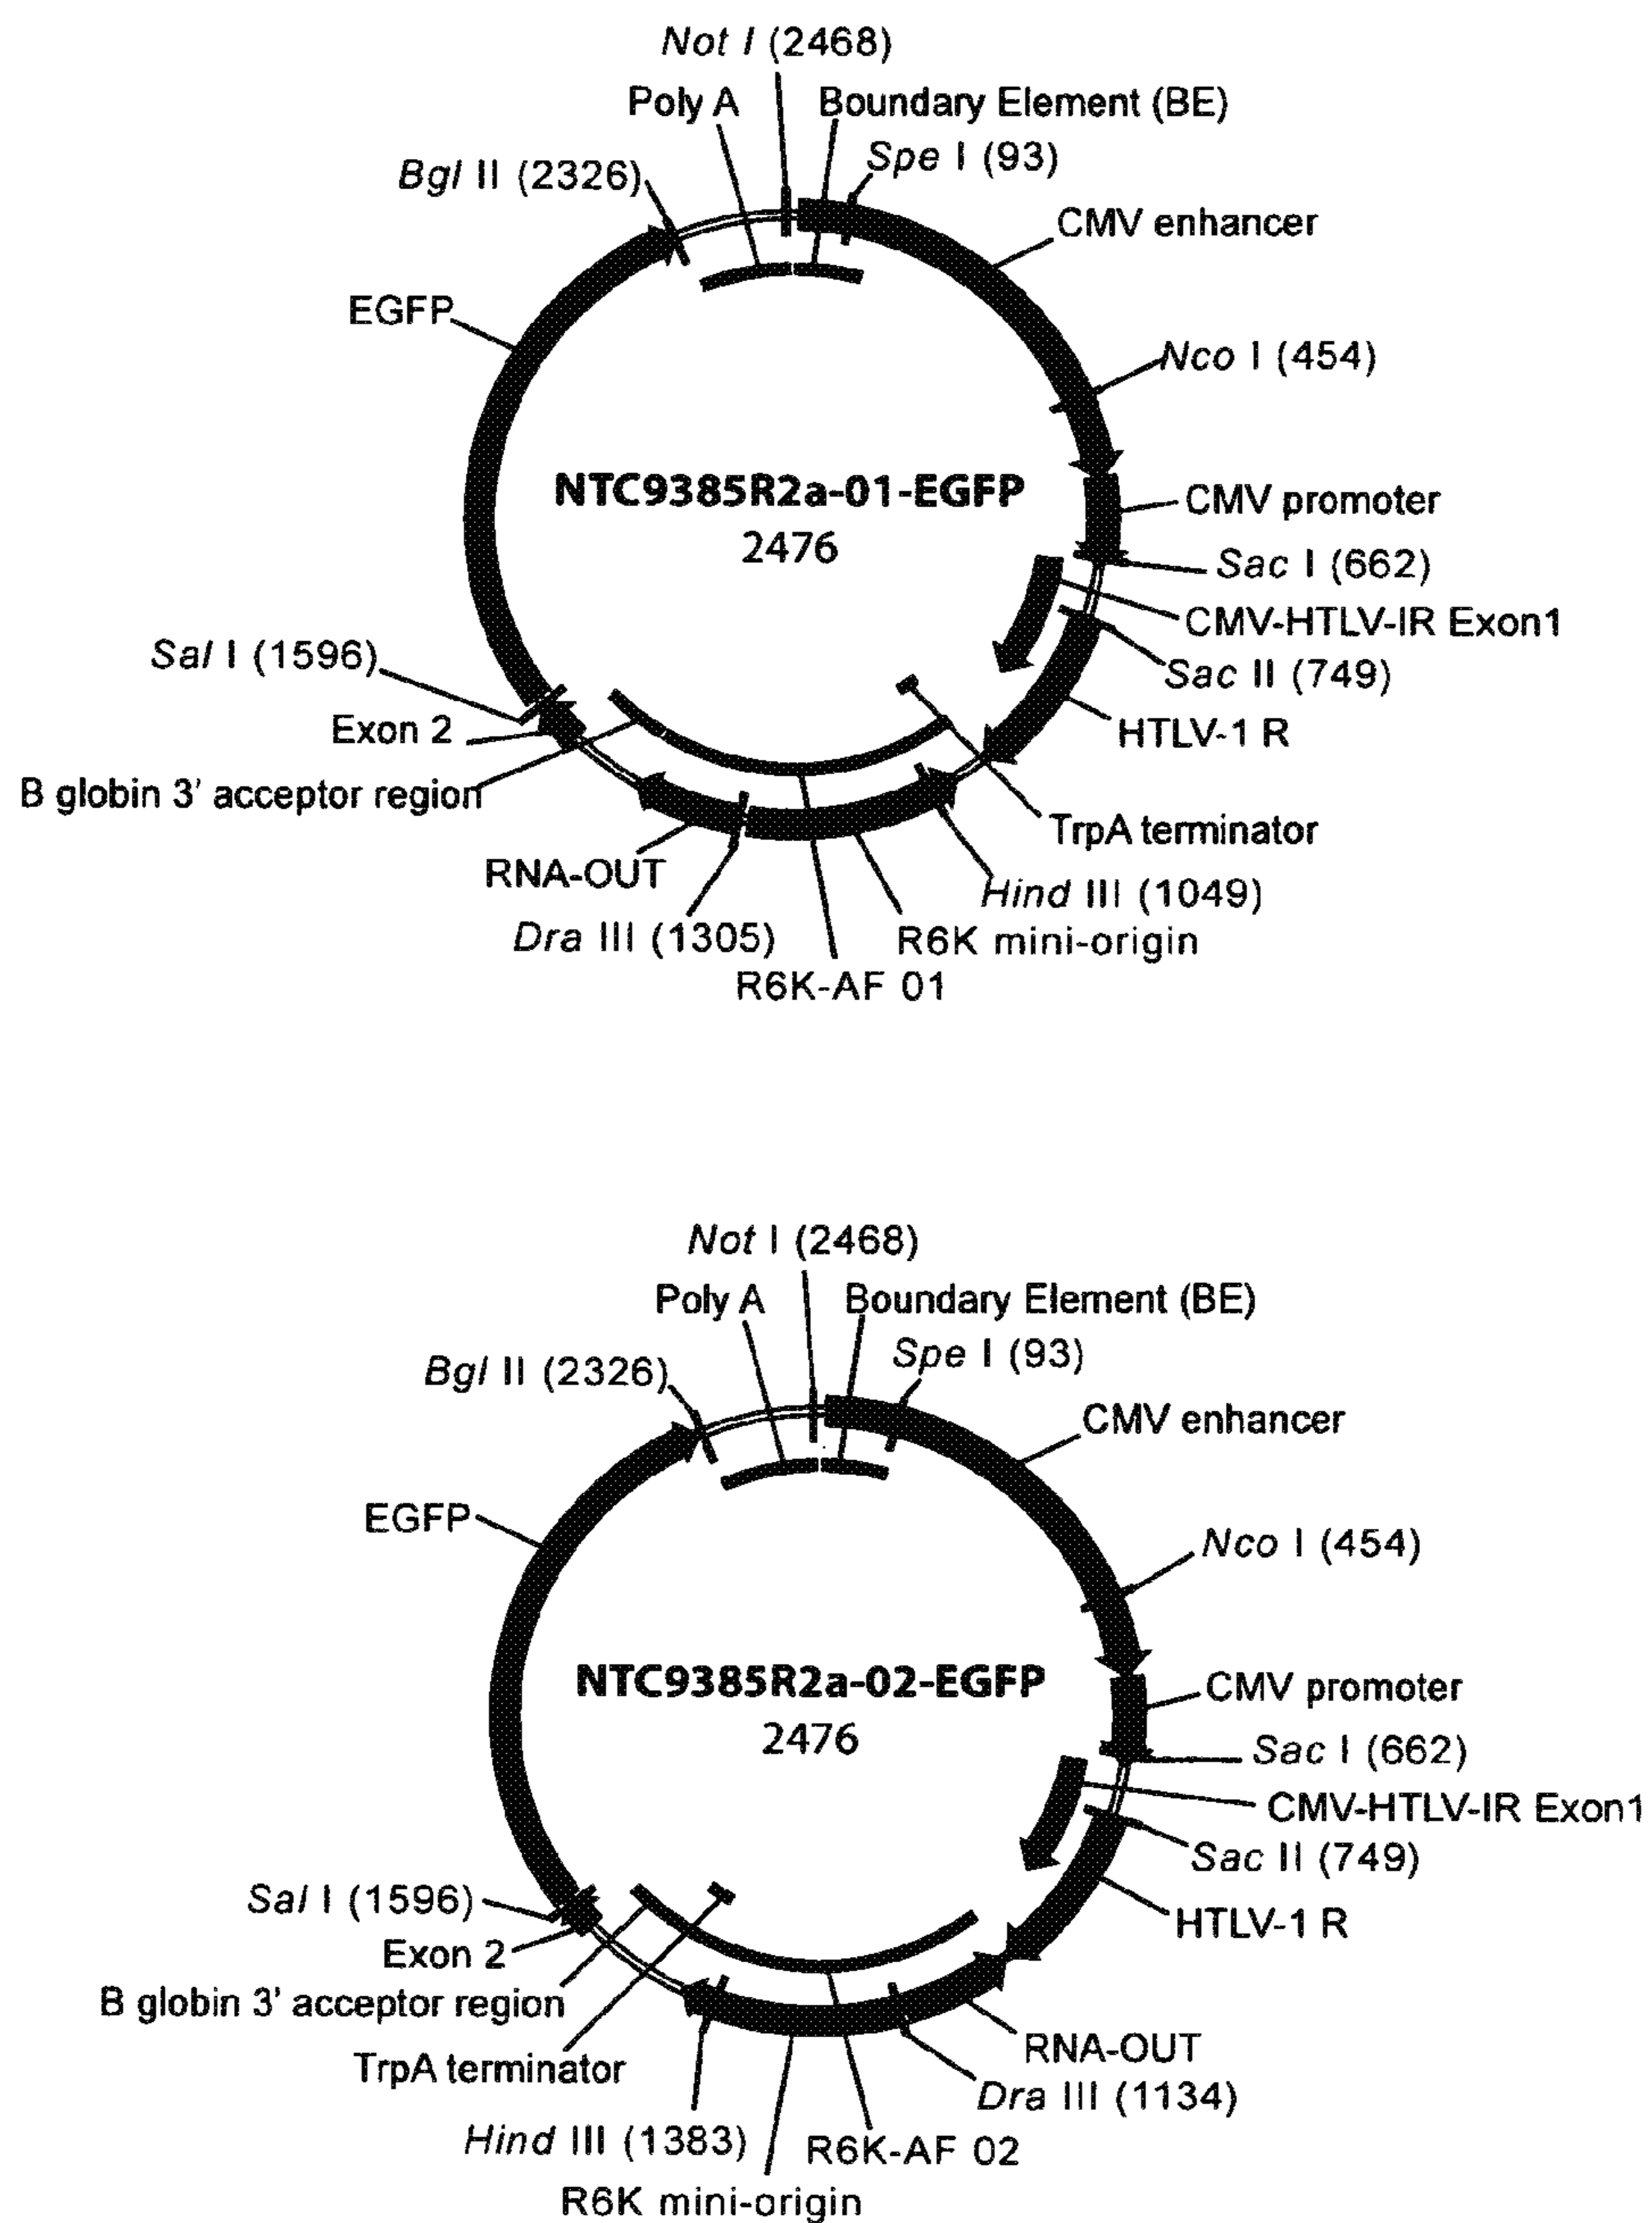 Not I (2468)
Poly A
Boundary Element (BE)
Spe I (93)
Bgl II (2326)
CMV enhancer
EGFP
Nco I (454)
NTC9385R2a-01-EGFP
2476
CMV promoter
Sac I (662)
CMV-HTLV-IR Exon1
Sal I (1596)
Sac II (749)
Exon 2
HTLV-1 R
B globin 3' acceptor region
TrpA terminator
RNA-OUT
Hind III (1049)
Dra III (1305)
R6K mini-origin
R6K-AF 01
Not I (2468)
Poly A
Boundary Element (BE)
Spe I (93)
Bgl II (2326)
CMV enhancer
EGFP
Nco I (454)
NTC9385R2a-02-EGFP
2476
CMV promoter
Sac I (662)
CMV-HTLV-IR Exon1
Sac II (749)
Sal I (1596)
HTLV-1 R
Exon 2
B globin 3' acceptor region
RNA-OUT
TrpA terminator
Dra III (1134)
Hind III (1383)
R6K-AF 02
R6K mini-origin